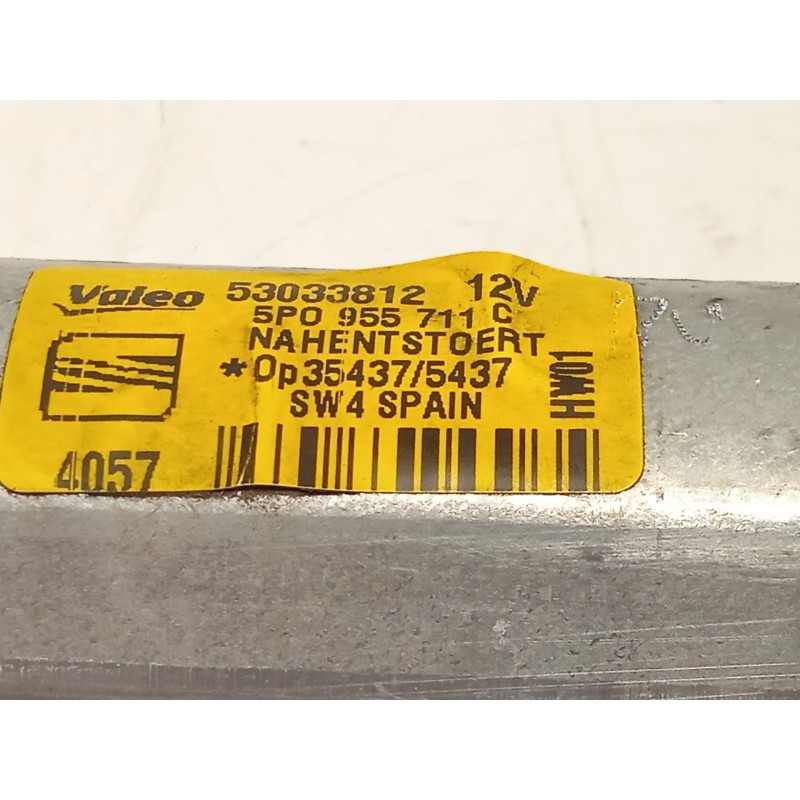 Valeo 53033812 12V
5P0 955 711 C
NAHENTSTOERT
*Op35437/5437
SW4 SPAIN
HW01
4057